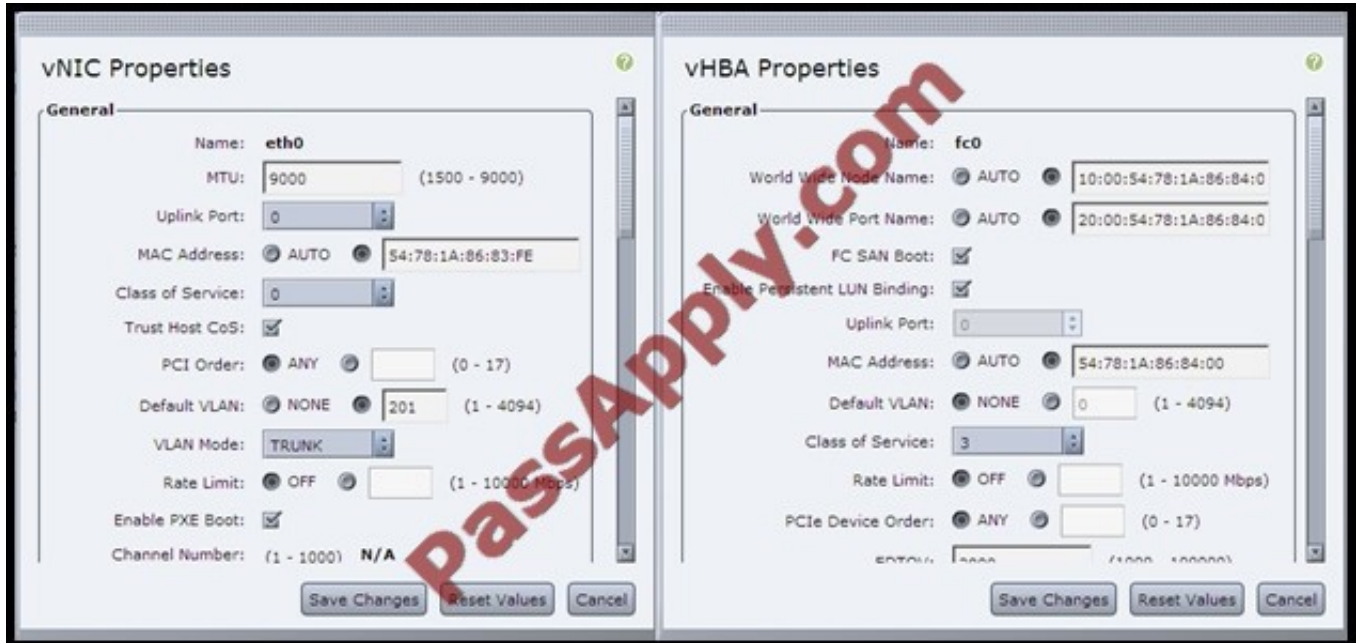 vNIC Properties
General
Name: eth0
MTU: 9000 (1500 - 9000)
Uplink Port: 0
MAC Address: AUTO 54:78:1A:86:83:FE
Class of Service: 0
Trust Host CoS:
PCI Order: ANY (0 - 17)
Default VLAN: NONE 201 (1 - 4094)
VLAN Mode: TRUNK
Rate Limit: OFF (1 - 10000 Mbps)
Enable PXE Boot:
Channel Number: (1 - 1000) N/A
Save Changes Reset Values Cancel
vHBA Properties
General
Name: fc0
World Wide Node Name: AUTO 10:00:54:78:1A:86:84:0
World Wide Port Name: AUTO 20:00:54:78:1A:86:84:0
FC SAN Boot:
Enable Persistent LUN Binding:
Uplink Port: 0
MAC Address: AUTO 54:78:1A:86:84:00
Default VLAN: NONE 0 (1 - 4094)
Class of Service: 3
Rate Limit: OFF (1 - 10000 Mbps)
PCIe Device Order: ANY (0 - 17)
Save Changes Reset Values Cancel
PassApply.com